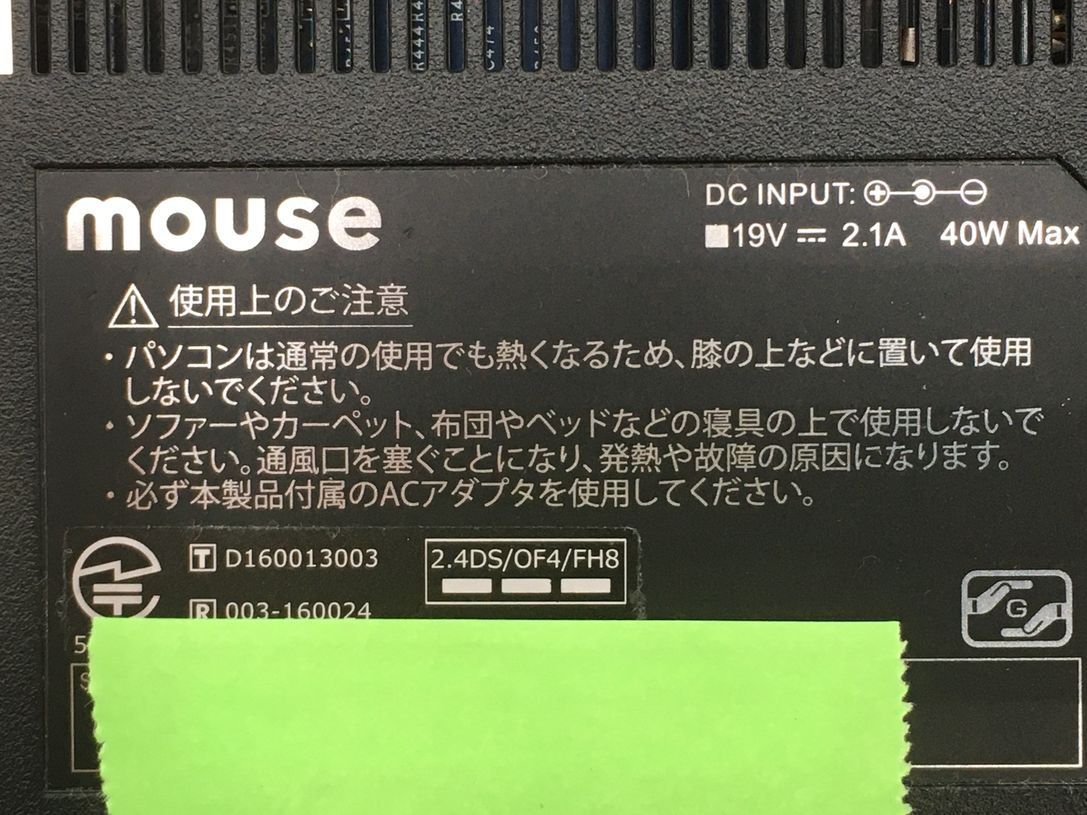 mouse
DC INPUT:
19V 2.1A 40W Max
使用上のご注意
・パソコンは通常の使用でも熱くなるため、膝の上などに置いて使用
しないでください。
・ソファーやカーペット、布団やベッドなどの寝具の上で使用しないで
ください。通風口を塞ぐことになり、発熱や故障の原因になります。
・必ず本製品付属のACアダプタを使用してください。
T D160013003
2.4DS/OF4/FH8
R 003-160024
G
5
S